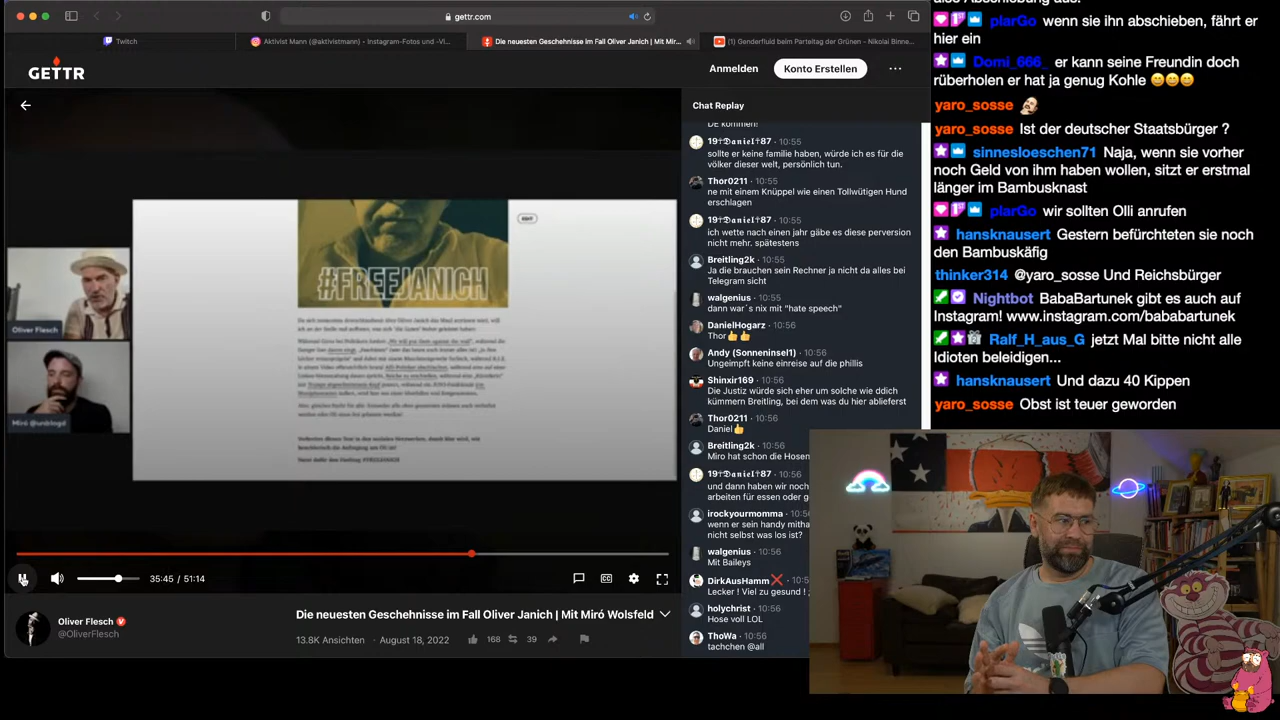 gettr.com
Twitch
Aktivist Mann (@aktivistmann) · Instagram-Fotos und -Vi...
Die neuesten Geschehnisse im Fall Oliver Janich | Mit Mir...
(1) Genderfluid beim Parteitag der Grünen - Nikolai Binne...
GETTR
Anmelden
Konto Erstellen
#FREEJANICH
Oliver Flesch
Miró @unblogd
35:45 / 51:14
Oliver Flesch
@OliverFlesch
Die neuesten Geschehnisse im Fall Oliver Janich | Mit Miró Wolsfeld
13.8K Ansichten · August 18, 2022
168
39
Chat Replay
DE kommen!
19☦𝕯𝖆𝖓𝖎𝖊𝖑☦87 · 10:55
sollte er keine familie haben, würde ich es für die
völker dieser welt, persönlich tun.
Thor0211 · 10:55
ne mit einem Knüppel wie einen Tollwütigen Hund
erschlagen
19☦𝕯𝖆𝖓𝖎𝖊𝖑☦87 · 10:55
ich wette nach einen jahr gäbe es diese perversion
nicht mehr. spätestens
Breitling2k · 10:55
Ja die brauchen sein Rechner ja nicht da alles bei
Telegram sicht
walgenius · 10:55
dann war´s nix mit "hate speech"
DanielHogarz · 10:56
Thor👍👍
Andy (Sonneninsel1) · 10:56
Ungeimpft keine einreise auf die phillis
Shinxir169 · 10:56
Die Justiz würde sich eher um solche wie ddich
kümmern Breitling, bei dem was du hier ablieferst
Thor0211 · 10:56
Daniel👍
Breitling2k · 10:56
Miro hat schon die Hosen
19☦𝕯𝖆𝖓𝖎𝖊𝖑☦87 · 10:56
und dann haben wir noch
arbeiten für essen oder g
irockyourmomma · 10:56
wenn er sein handy mitha
nicht selbst was los ist?
walgenius · 10:56
Mit Baileys
DirkAusHamm❌ · 10:5
Lecker ! Viel zu gesund !
holychrist · 10:56
Hose voll LOL
ThoWa · 10:56
tachchen @all
also Abschiebung aus!
plarGo wenn sie ihn abschieben, fährt er
hier ein
Domi_666_ er kann seine Freundin doch
rüberholen er hat ja genug Kohle 😊😊😊
yaro_sosse
yaro_sosse Ist der deutscher Staatsbürger ?
sinnesloeschen71 Naja, wenn sie vorher
noch Geld von ihm haben wollen, sitzt er erstmal
länger im Bambusknast
plarGo wir sollten Olli anrufen
hansknausert Gestern befürchteten sie noch
den Bambuskäfig
thinker314 @yaro_sosse Und Reichsbürger
Nightbot BabaBartunek gibt es auch auf
Instagram! www.instagram.com/bababartunek
Ralf_H_aus_G jetzt Mai bitte nicht alle
Idioten beleidigen...
hansknausert Und dazu 40 Kippen
yaro_sosse Obst ist teuer geworden